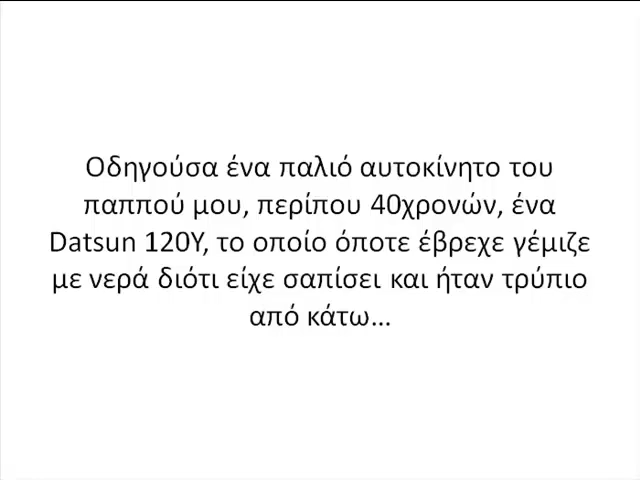 Οδηγούσα ένα παλιό αυτοκίνητο του
παππού μου, περίπου 40χρονών, ένα
Datsun 120Y, το οποίο όποτε έβρεχε γέμιζε
με νερά διότι είχε σαπίσει και ήταν τρύπιο
από κάτω...